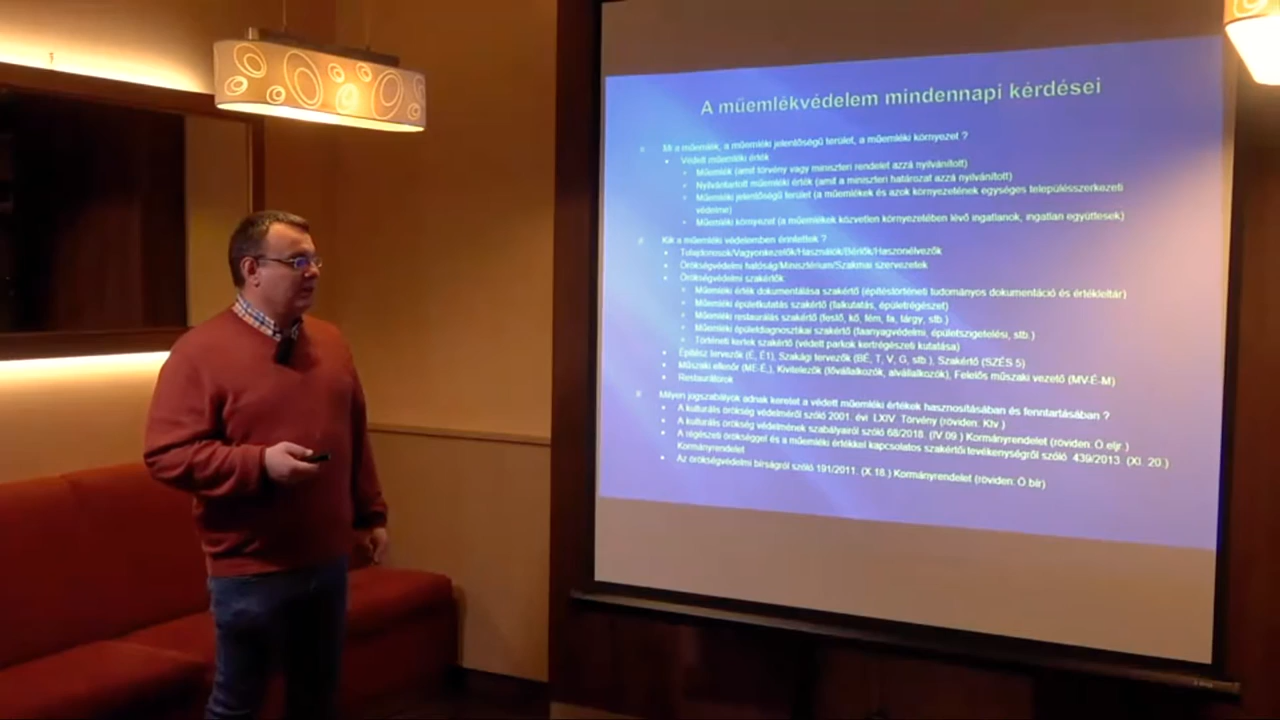 A műemlékvédelem mindennapi kérdései
Mi a műemlék, a műemléki jelentőségű terület, a műemléki környezet ?
Védett műemléki érték
Műemlék (amit törvény vagy miniszteri rendelet azzá nyilvánított)
Nyilvántartott műemléki érték (amit a miniszteri határozat azzá nyilvánított)
Műemléki jelentőségű terület (a műemlékek és azok környezetének egységes településszerkezeti
védelme)
Műemléki környezet (a műemlékek közvetlen környezetében lévő ingatlanok, ingatlan együttesek)
Kik a műemléki védelemben érintettek ?
Tulajdonosok/Vagyonkezelők/Használók/Bérlők/Haszonélvezők
Örökségvédelmi hatóság/Minisztérium/Szakmai szervezetek
Örökségvédelmi szakértők
Műemléki érték dokumentálása szakértő (építéstörténeti tudományos dokumentáció és értékleltár)
Műemléki épületkutatás szakértő (falkutatás, épületrégészet)
Műemléki restaurálás szakértő (festő, kő, fém, fa, tárgy, stb.)
Műemléki épületdiagnosztikai szakértő (faanyagvédelmi, épületszigetelési, stb.)
Történeti kertek szakértő (védett parkok kertrégészeti kutatása)
Építész tervezők (É, É1), Szakági tervezők (BÉ, T, V, G, stb.), Szakértő (SZÉS 5)
Műszaki ellenőr (ME-É,), Kivitelezők (fővállalkozók, alvállalkozók), Felelős műszaki vezető (MV-É-M)
Restaurátorok
Milyen jogszabályok adnak keretet a védett műemléki értékek hasznosításában és fenntartásában ?
A kulturális örökség védelméről szóló 2001. évi LXIV. Törvény (röviden: Ktv.)
A kulturális örökség védelmének szabályairól szóló 68/2018. (IV.09.) Kormányrendelet (röviden: Ö.eljr.)
A régészeti örökséggel és a műemléki értékkel kapcsolatos szakértői tevékenységről szóló 439/2013. (XI. 20.)
Kormányrendelet
Az örökségvédelmi bírságról szóló 191/2011. (X.18.) Kormányrendelet (röviden: Ö.bír)